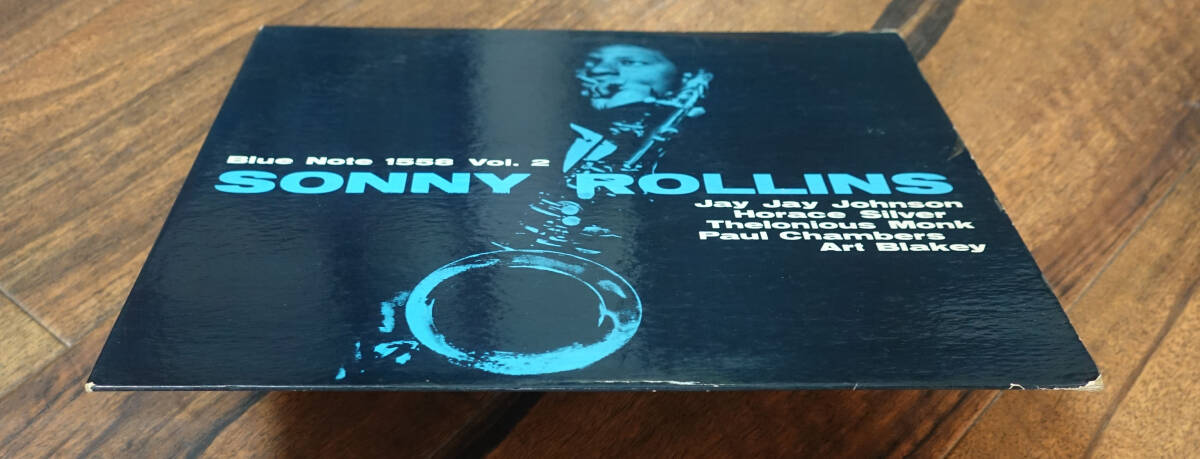 Blue Note 1558 Vol. 2
SONNY ROLLINS
Jay Jay Johnson
Horace Silver
Thelonious Monk
Paul Chambers
Art Blakey